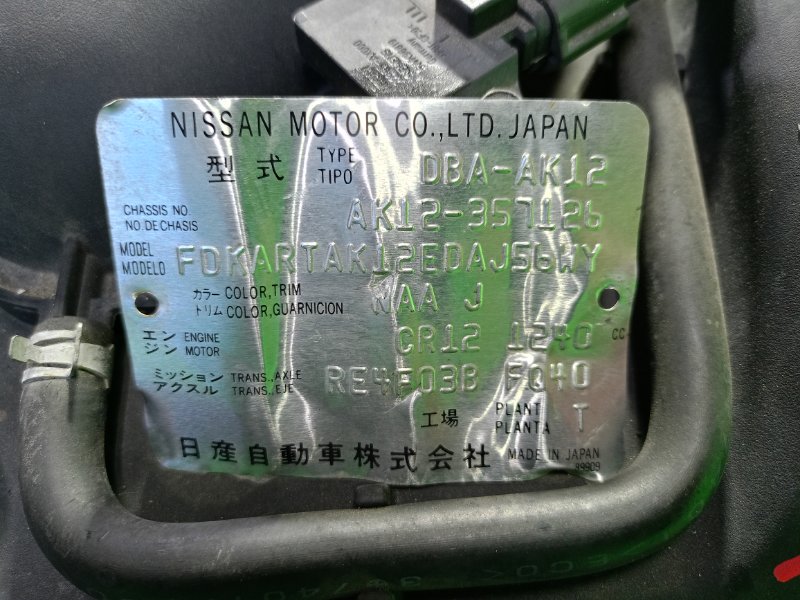 NISSAN MOTOR CO.,LTD. JAPAN
型式 TYPE TIPO DBA-AK12
CHASSIS NO. NO. DE CHASIS AK12-357126
MODEL MODELO FDKARTAK12EDAJ56WY
カラー COLOR,TRIM トリム COLOR,GUARNICION WAA J
エンジン ENGINE MOTOR CR12 1240 CC
ミッション TRANS.,AXLE アクスル TRANS.,EJE RE4F03B FQ40
工場 PLANT PLANTA T
日産自動車株式会社 MADE IN JAPAN
89909